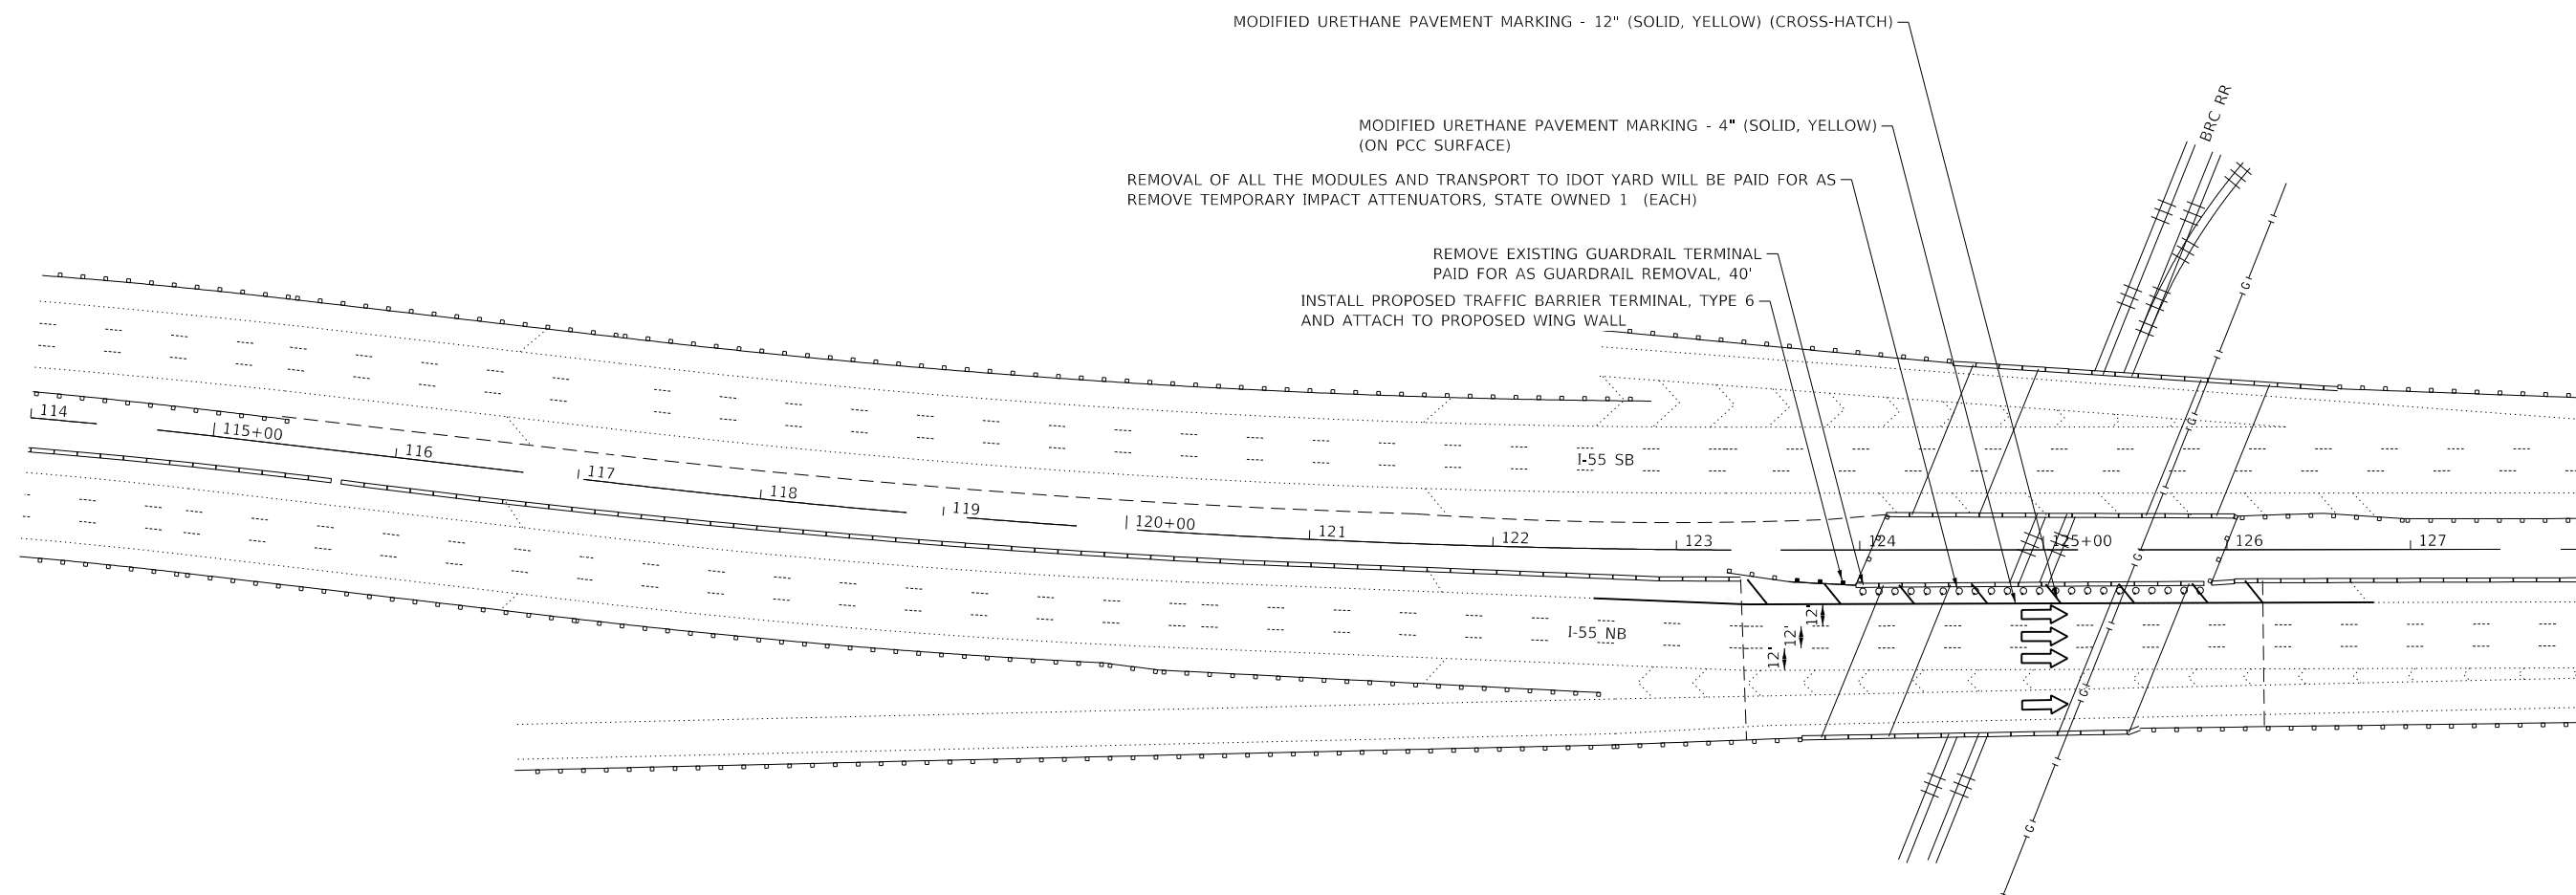 MODIFIED URETHANE PAVEMENT MARKING - 12" (SOLID, YELLOW) (CROSS-HATCH)
BRC RR
MODIFIED URETHANE PAVEMENT MARKING - 4" (SOLID, YELLOW)
(ON PCC SURFACE)
REMOVAL OF ALL THE MODULES AND TRANSPORT TO IDOT YARD WILL BE PAID FOR AS
REMOVE TEMPORARY IMPACT ATTENUATORS, STATE OWNED 1 (EACH)
REMOVE EXISTING GUARDRAIL TERMINAL
PAID FOR AS GUARDRAIL REMOVAL, 40'
INSTALL PROPOSED TRAFFIC BARRIER TERMINAL, TYPE 6
AND ATTACH TO PROPOSED WING WALL
G
G
114
115+00
116
117
118
119
120+00
121
122
123
124
125+00
126
127
I-55 SB
G
I-55 NB
12'
12'
12'
G
G